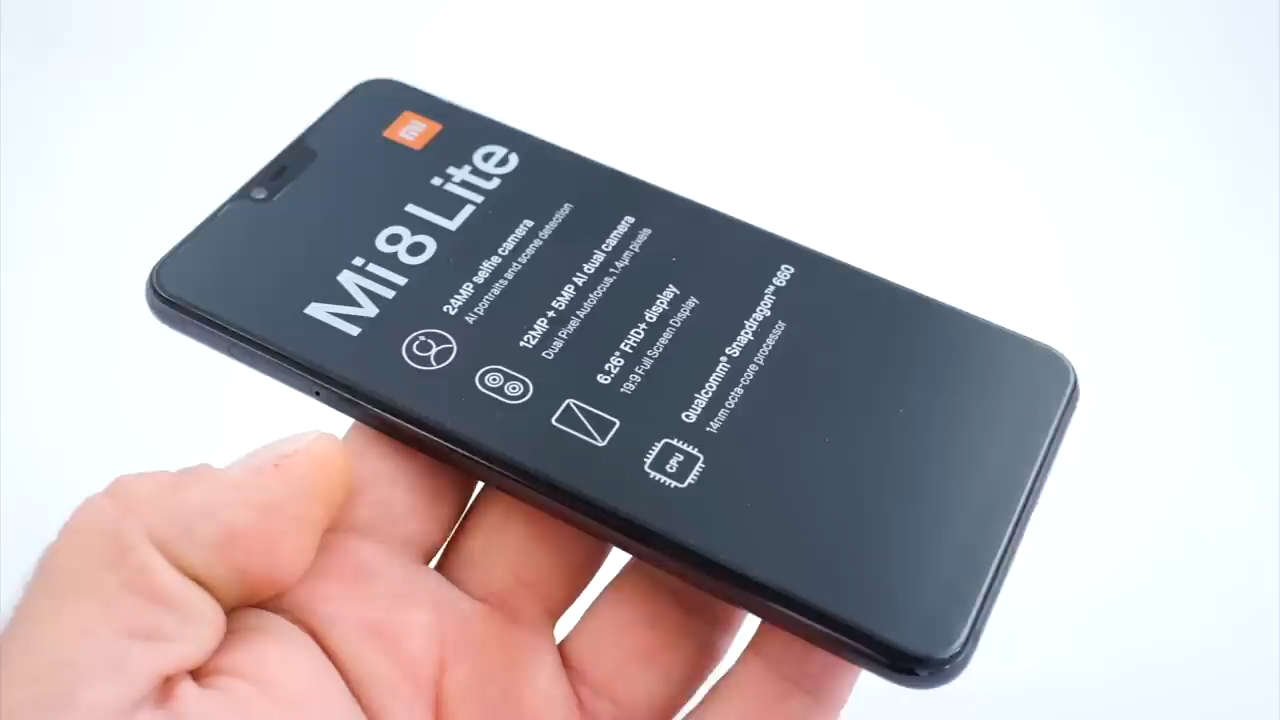 mi
Mi 8 Lite
24MP selfie camera
AI portraits and scene detection
12MP + 5MP AI dual camera
Dual Pixel Autofocus, 1.4μm pixels
6.26" FHD+ display
19:9 Full Screen Display
Qualcomm® Snapdragon™ 660
14nm octa-core processor
CPU